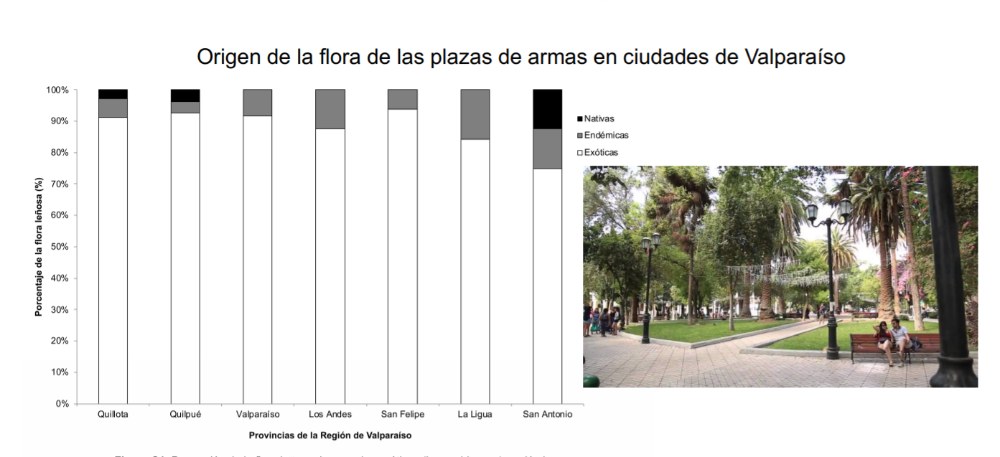 Origen de la flora de las plazas de armas en ciudades de Valparaíso
100%
90%
80%
70%
60%
50%
40%
30%
20%
10%
0%
Porcentaje de la flora leñosa (%)
Quillota
Quilpué
Valparaíso
Los Andes
San Felipe
La Ligua
San Antonio
Provincias de la Región de Valparaíso
Nativas
Endémicas
Exóticas